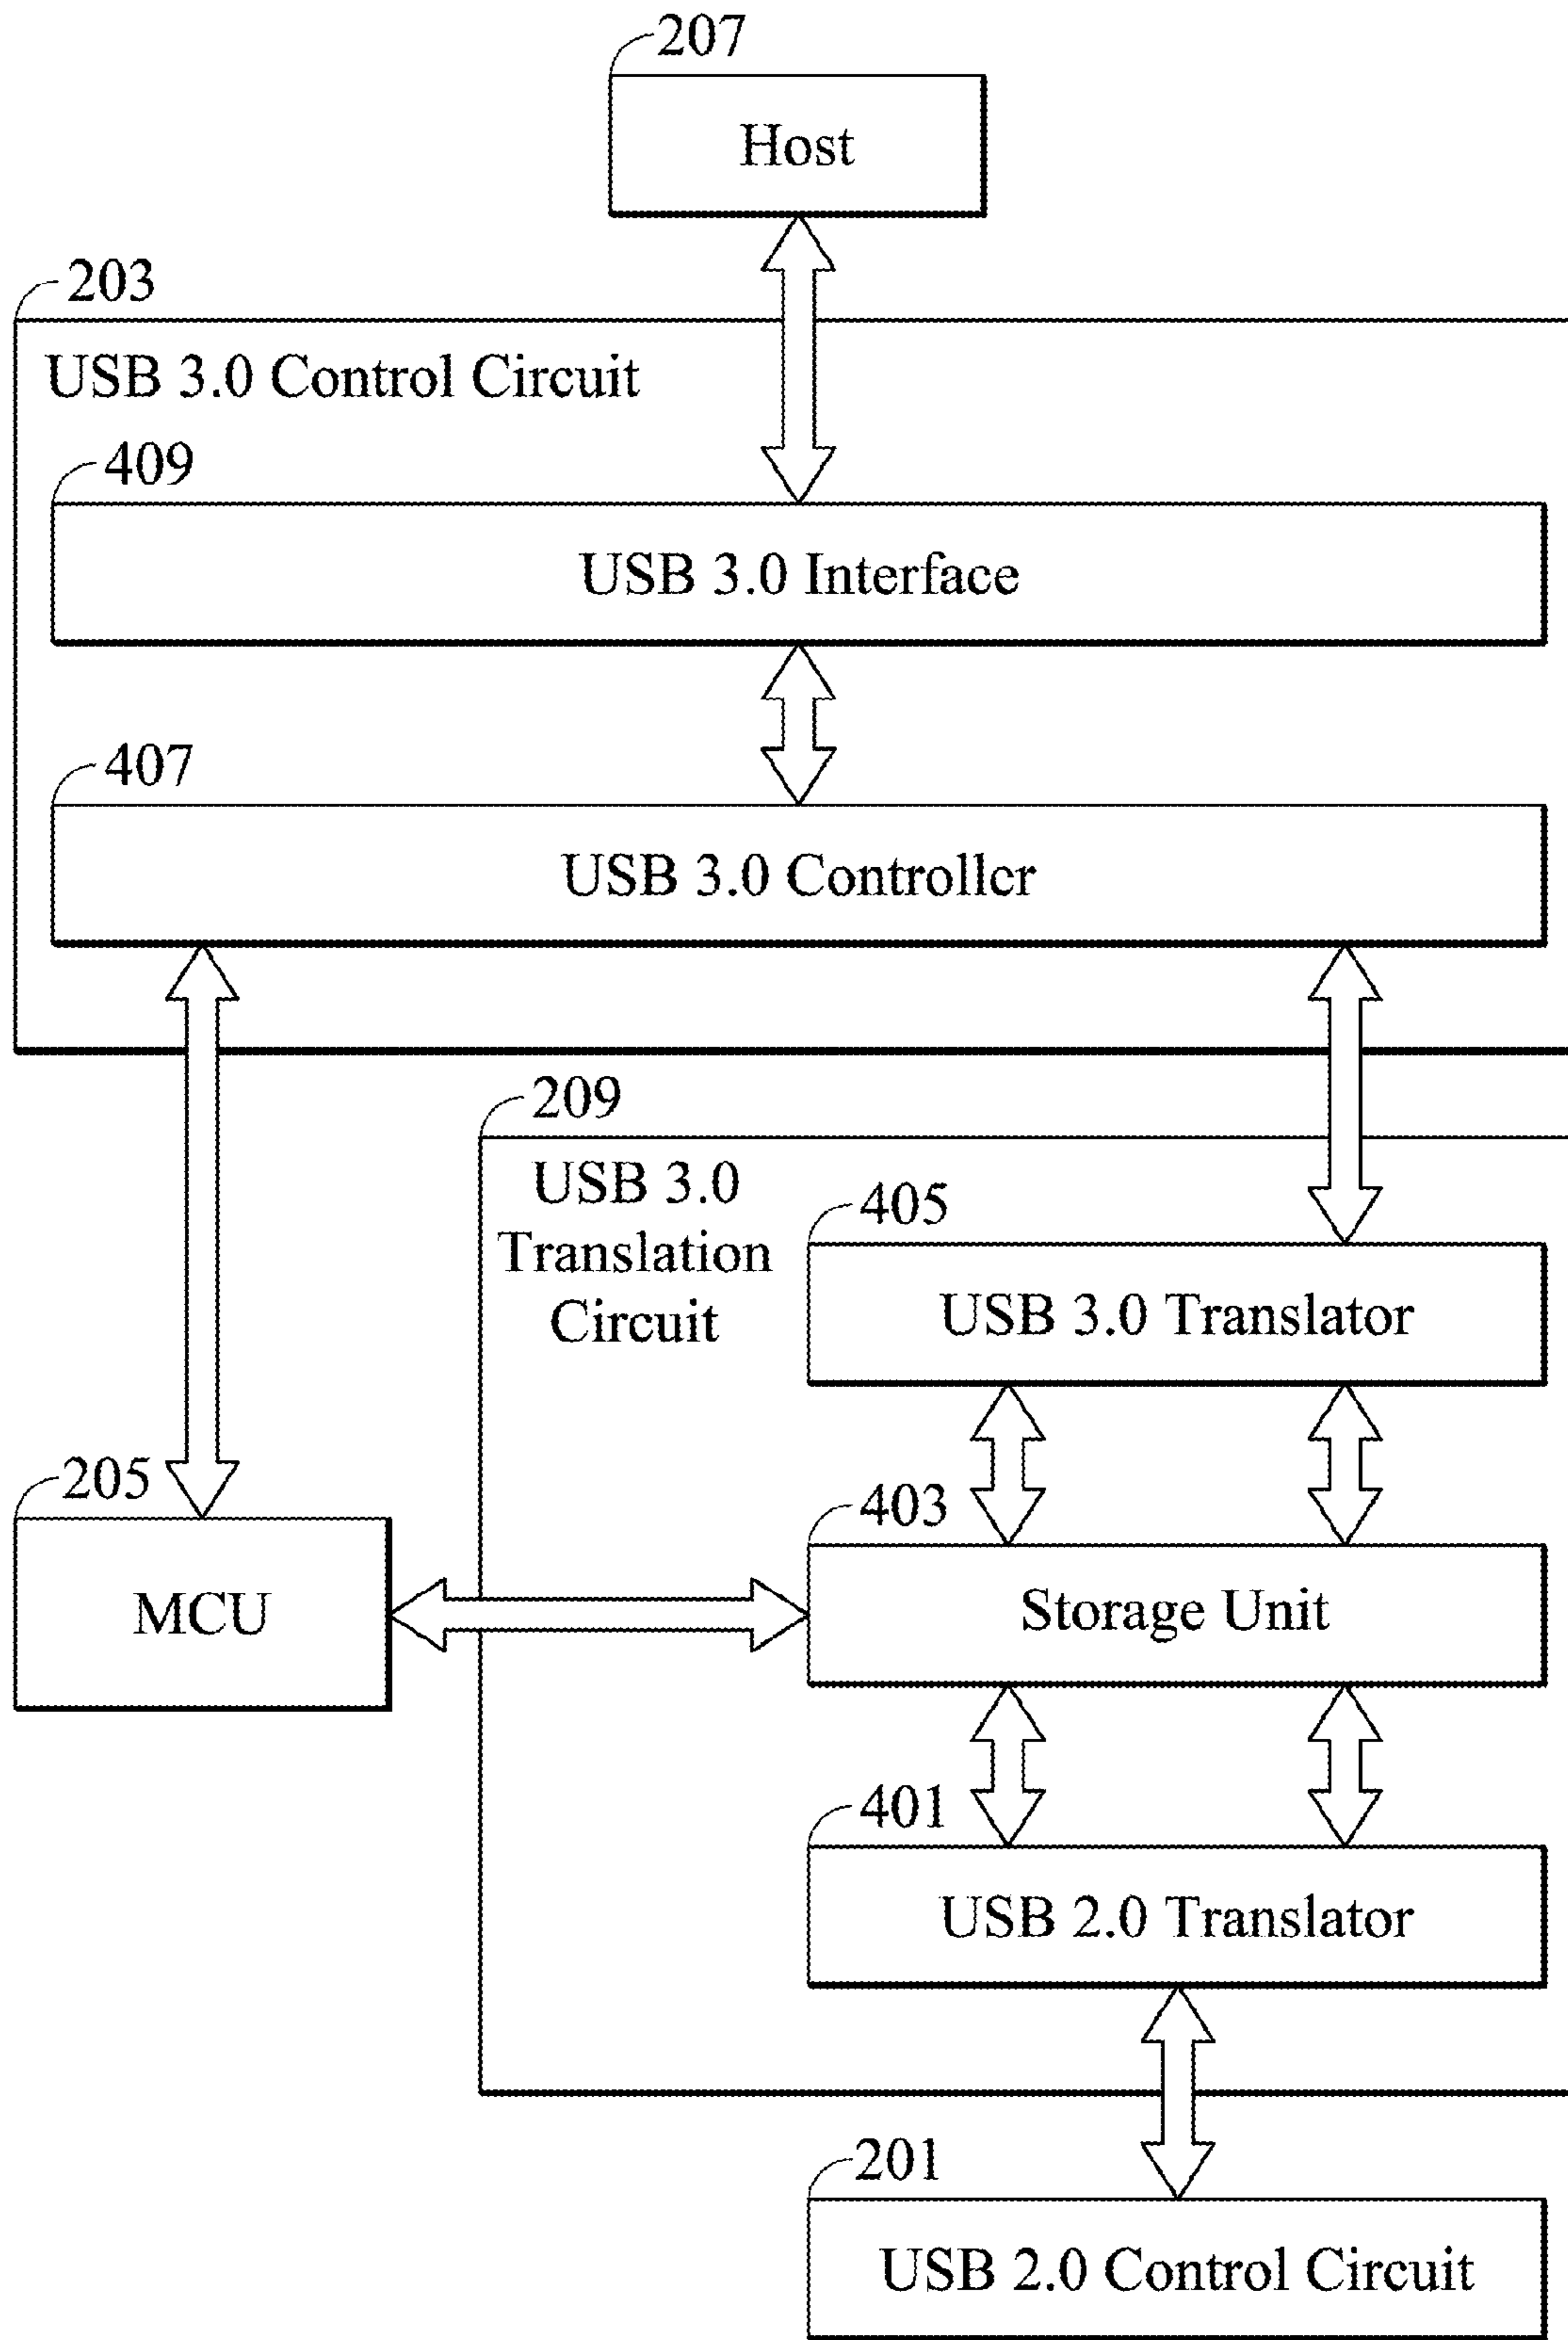 207
Host
203
USB 3.0 Control Circuit
409
USB 3.0 Interface
407
USB 3.0 Controller
209
USB 3.0
Translation
Circuit
405
USB 3.0 Translator
205
MCU
403
Storage Unit
401
USB 2.0 Translator
201
USB 2.0 Control Circuit